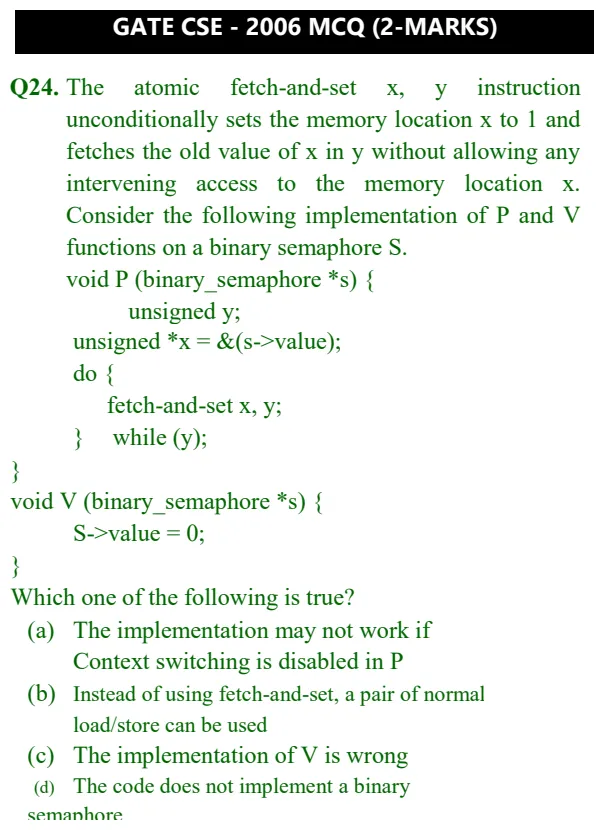 GATE CSE - 2006 MCQ (2-MARKS)
Q24. The atomic fetch-and-set x, y instruction
unconditionally sets the memory location x to 1 and
fetches the old value of x in y without allowing any
intervening access to the memory location x.
Consider the following implementation of P and V
functions on a binary semaphore S.
void P (binary_semaphore *s) {
unsigned y;
unsigned *x = &(s->value);
do {
fetch-and-set x, y;
} while (y);
}
void V (binary_semaphore *s) {
S->value = 0;
}
Which one of the following is true?
(a) The implementation may not work if
Context switching is disabled in P
(b) Instead of using fetch-and-set, a pair of normal
load/store can be used
(c) The implementation of V is wrong
(d) The code does not implement a binary
semaphore